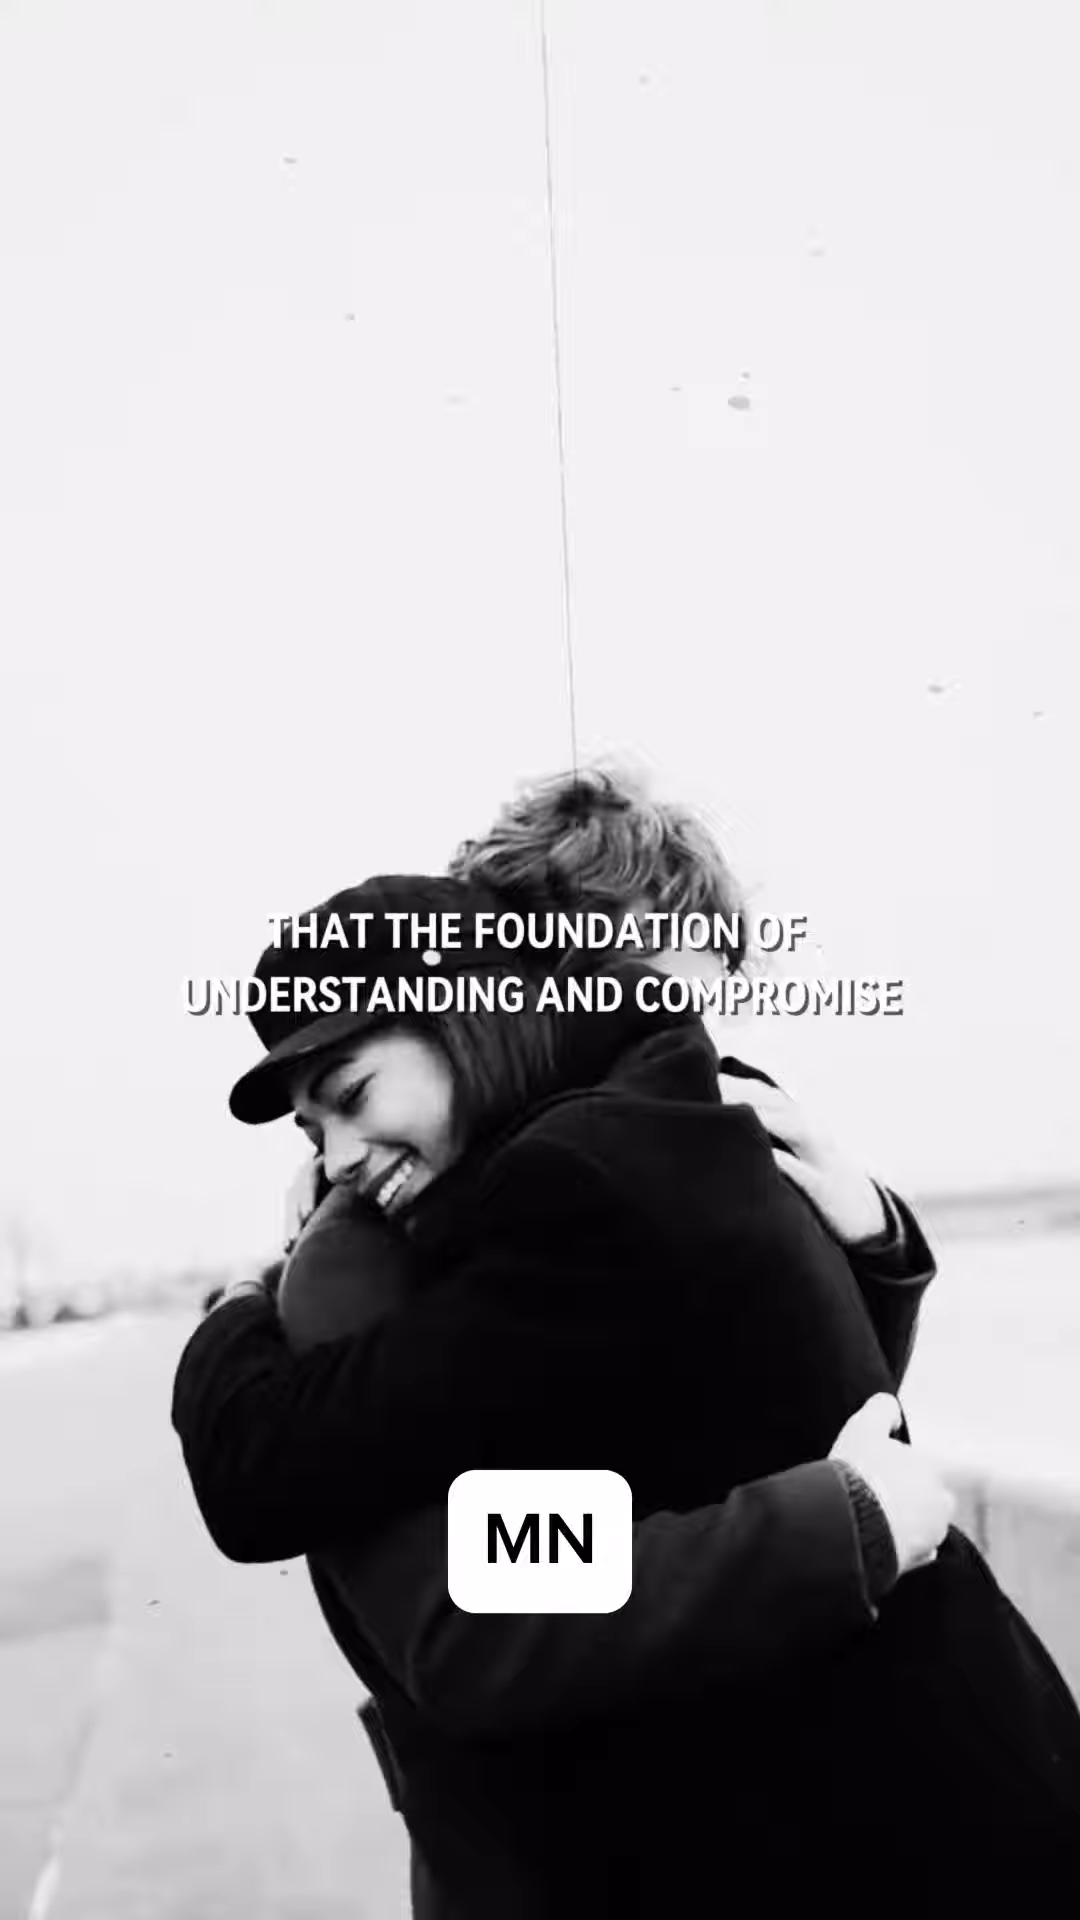 THAT THE FOUNDATION OF
UNDERSTANDING AND COMPROMISE
MN